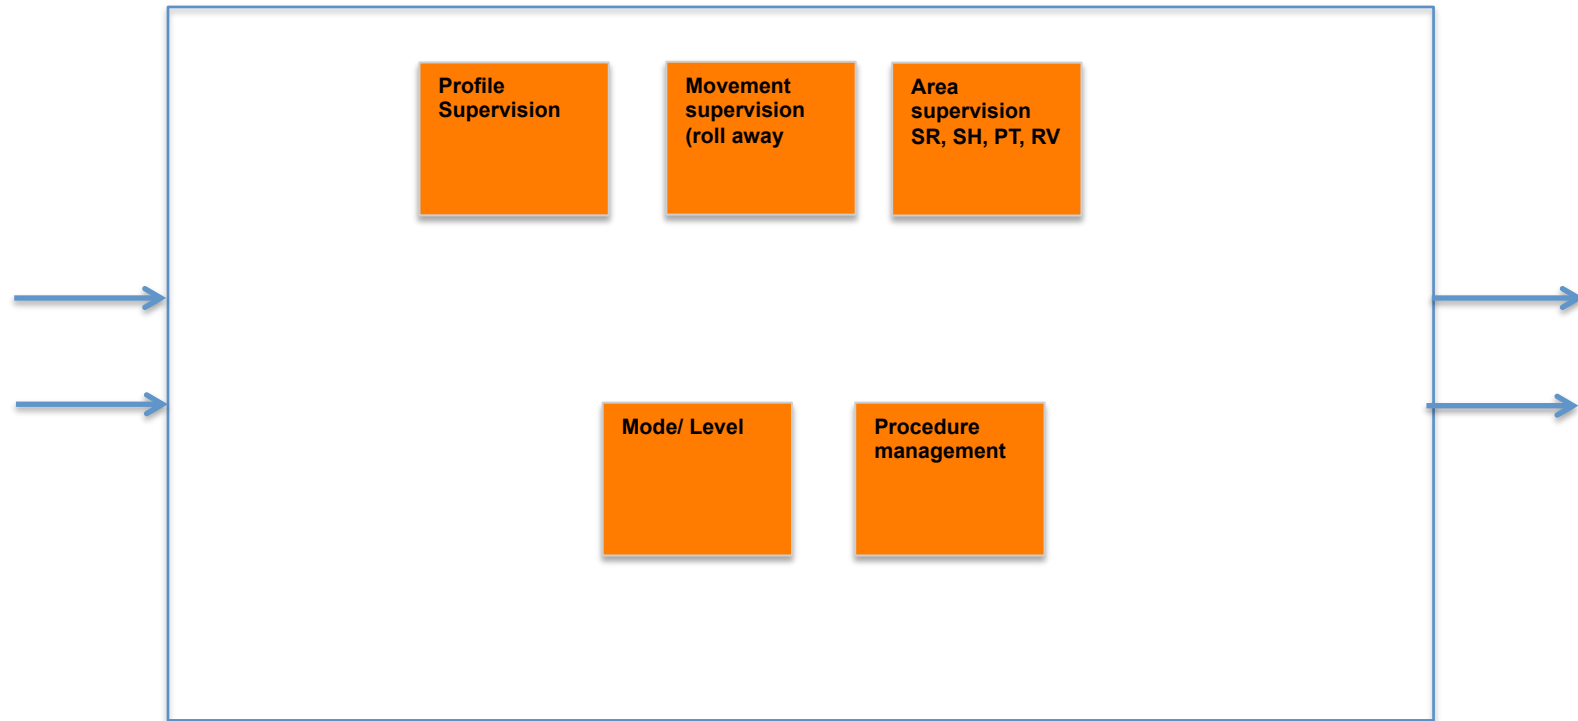 Profile
Supervision
Movement
supervision
(roll away
Area
supervision
SR, SH, PT, RV
Mode/ Level
Procedure
management